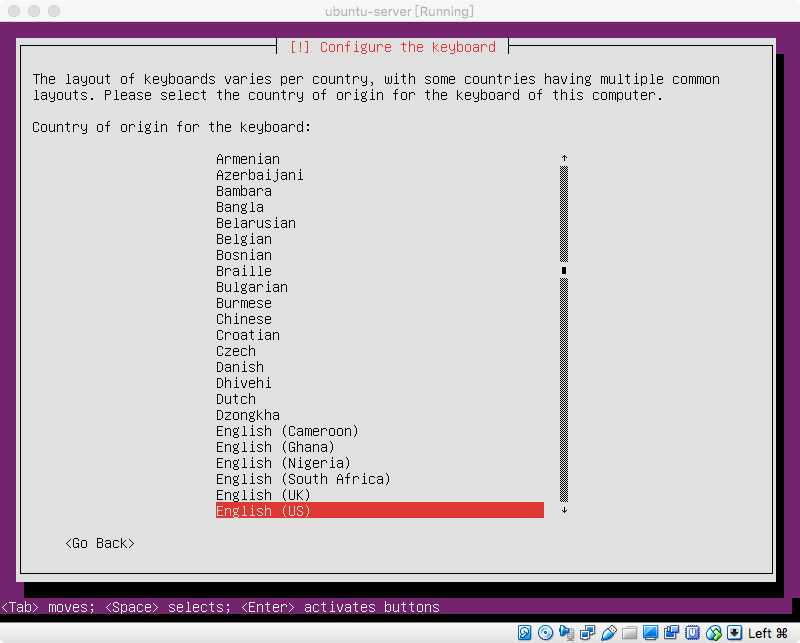 ubuntu-server [Running]
[!] Configure the keyboard
The layout of keyboards varies per country, with some countries having multiple common
layouts. Please select the country of origin for the keyboard of this computer.
Country of origin for the keyboard:
Armenian
Azerbaijani
Bambara
Bangla
Belarusian
Belgian
Bosnian
Braille
Bulgarian
Burmese
Chinese
Croatian
Czech
Danish
Dhivehi
Dutch
Dzongkha
English (Cameroon)
English (Ghana)
English (Nigeria)
English (South Africa)
English (UK)
English (US)
<Go Back>
<Tab> moves; <Space> selects; <Enter> activates buttons
Left ⌘